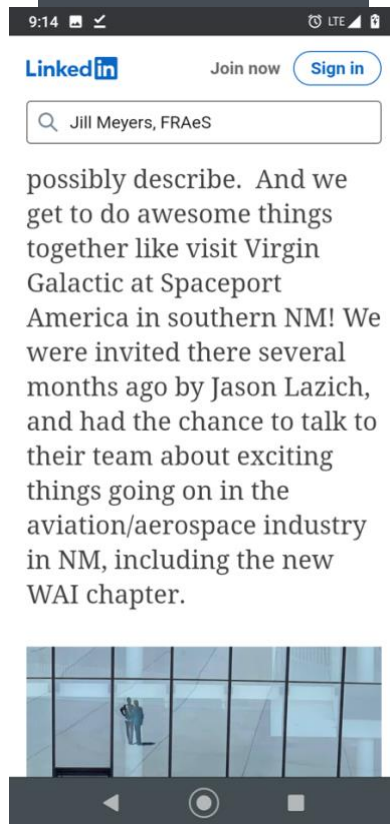 9:14 LTE
LinkedIn Join now Sign in
Jill Meyers, FRAeS
possibly describe.  And we
get to do awesome things
together like visit Virgin
Galactic at Spaceport
America in southern NM! We
were invited there several
months ago by Jason Lazich,
and had the chance to talk to
their team about exciting
things going on in the
aviation/aerospace industry
in NM, including the new
WAI chapter.